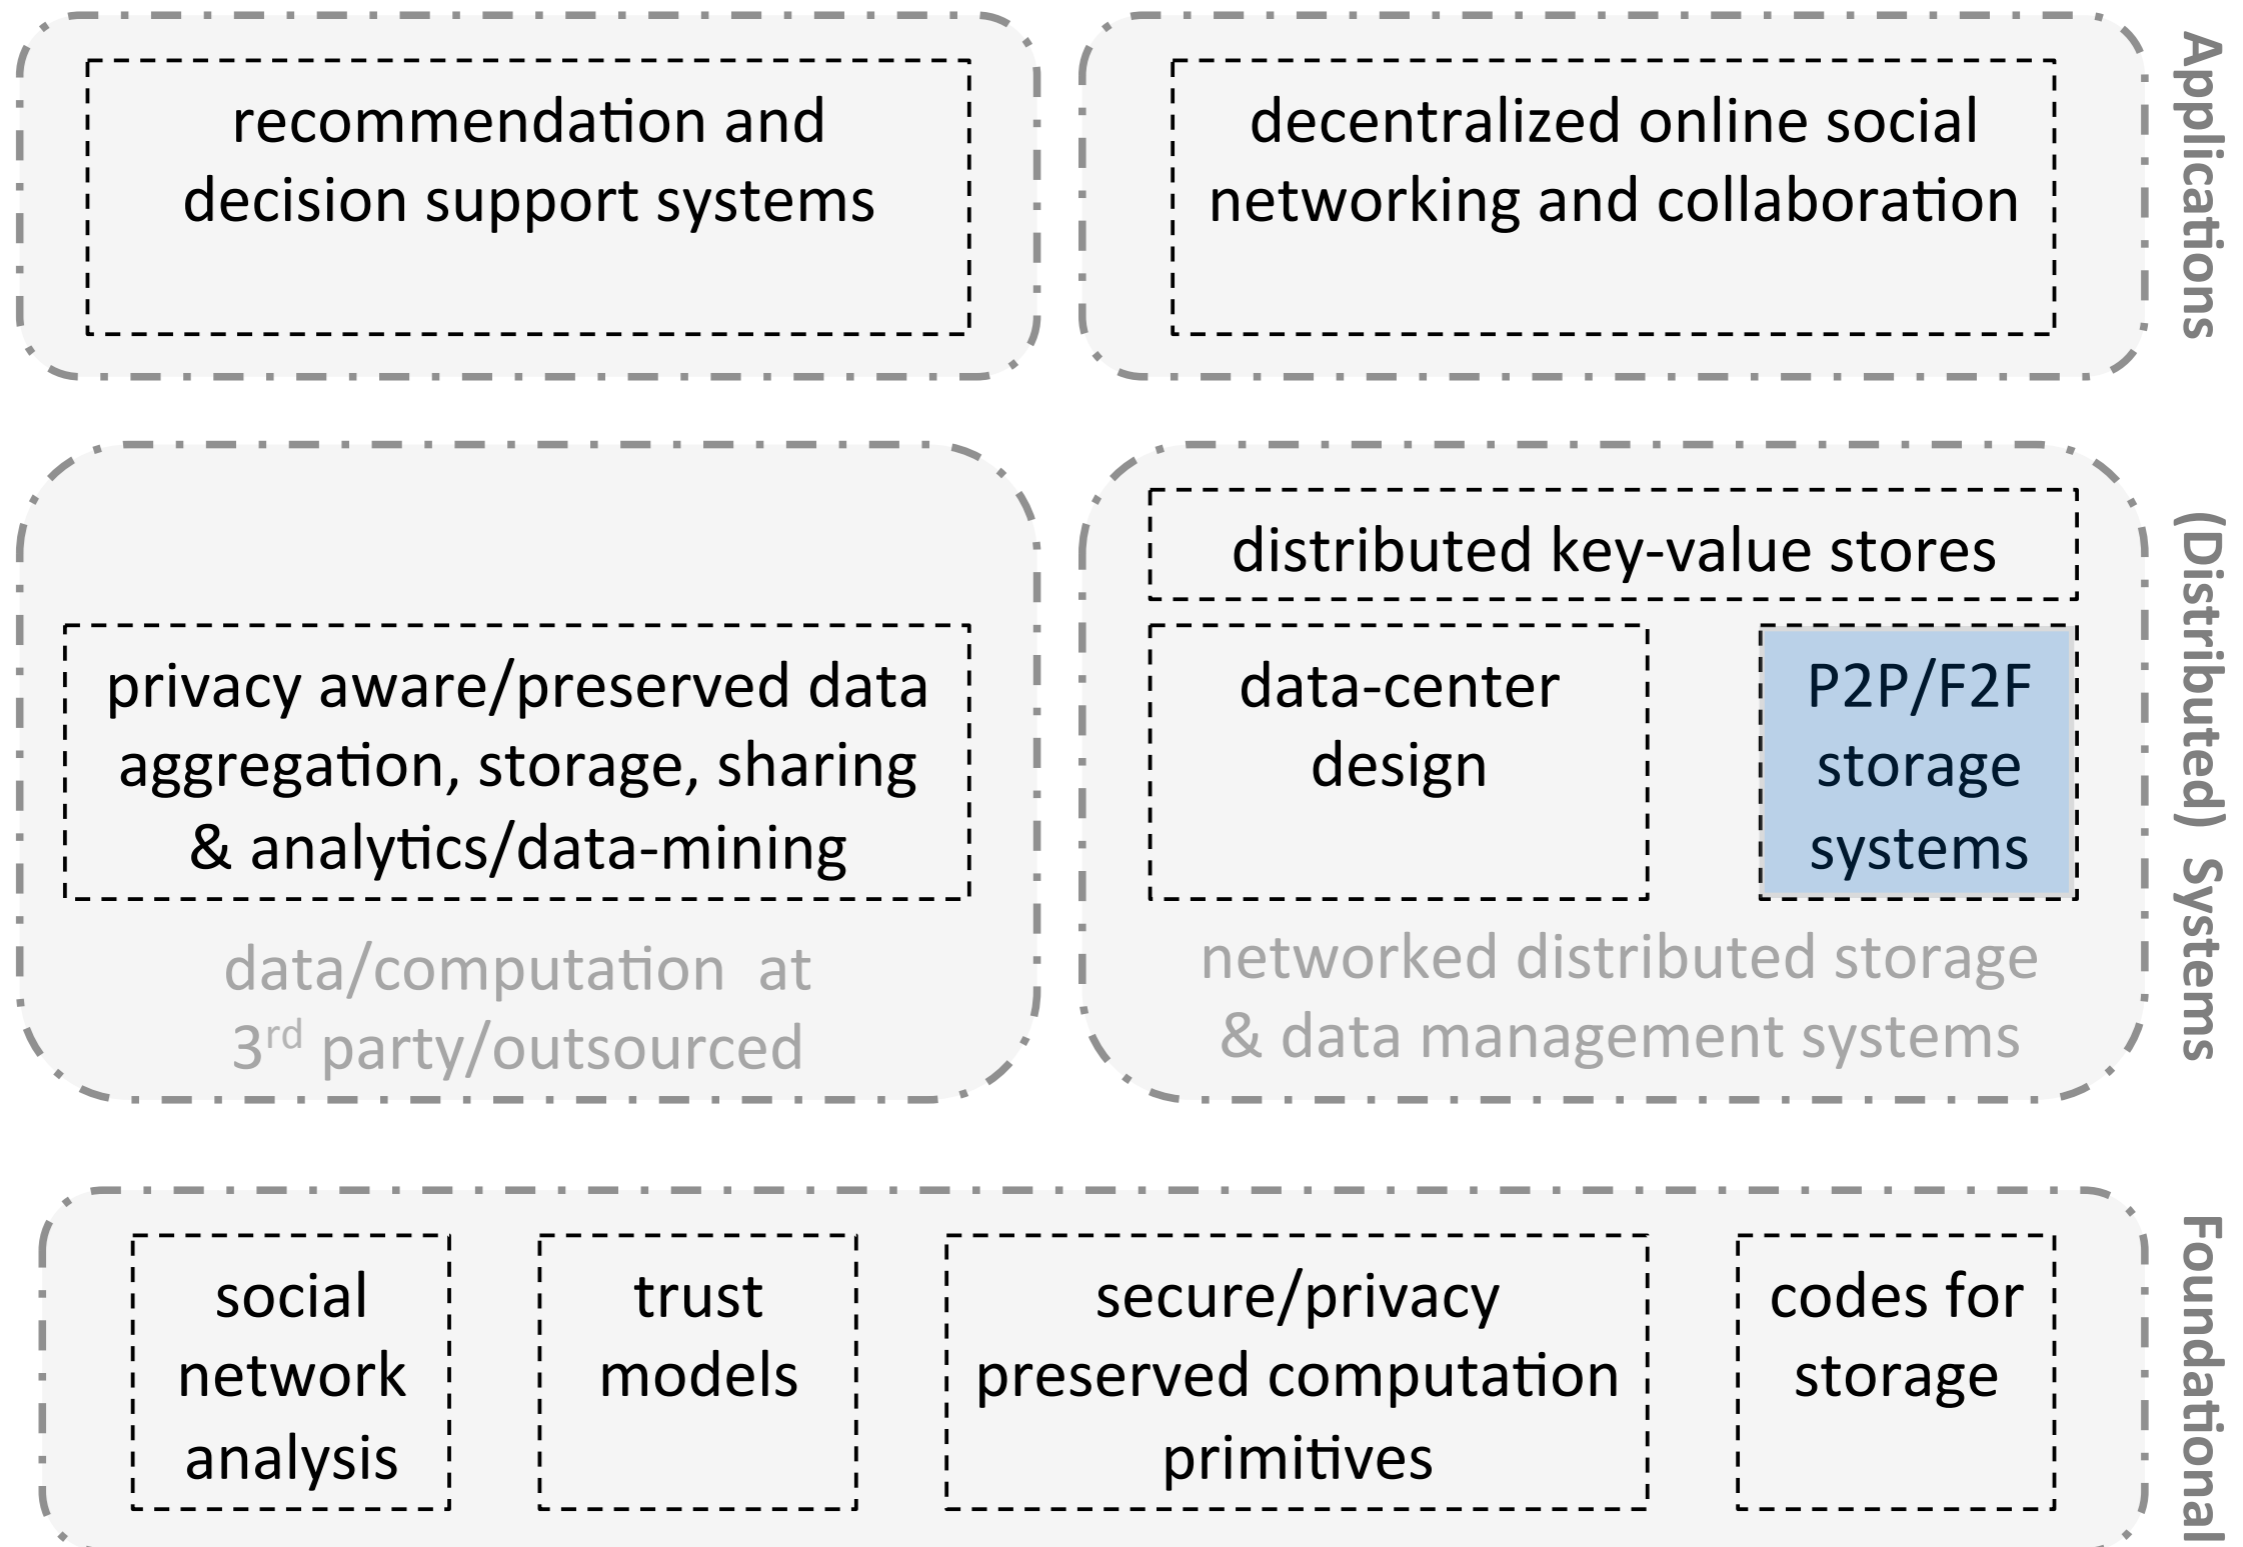 recommendation and
decision support systems
decentralized online social
networking and collaboration
Applications
privacy aware/preserved data
aggregation, storage, sharing
& analytics/data-mining
data/computation at
3rd party/outsourced
distributed key-value stores
data-center
design
P2P/F2F
storage
systems
networked distributed storage
& data management systems
(Distributed) Systems
social
network
analysis
trust
models
secure/privacy
preserved computation
primitives
codes for
storage
Foundational